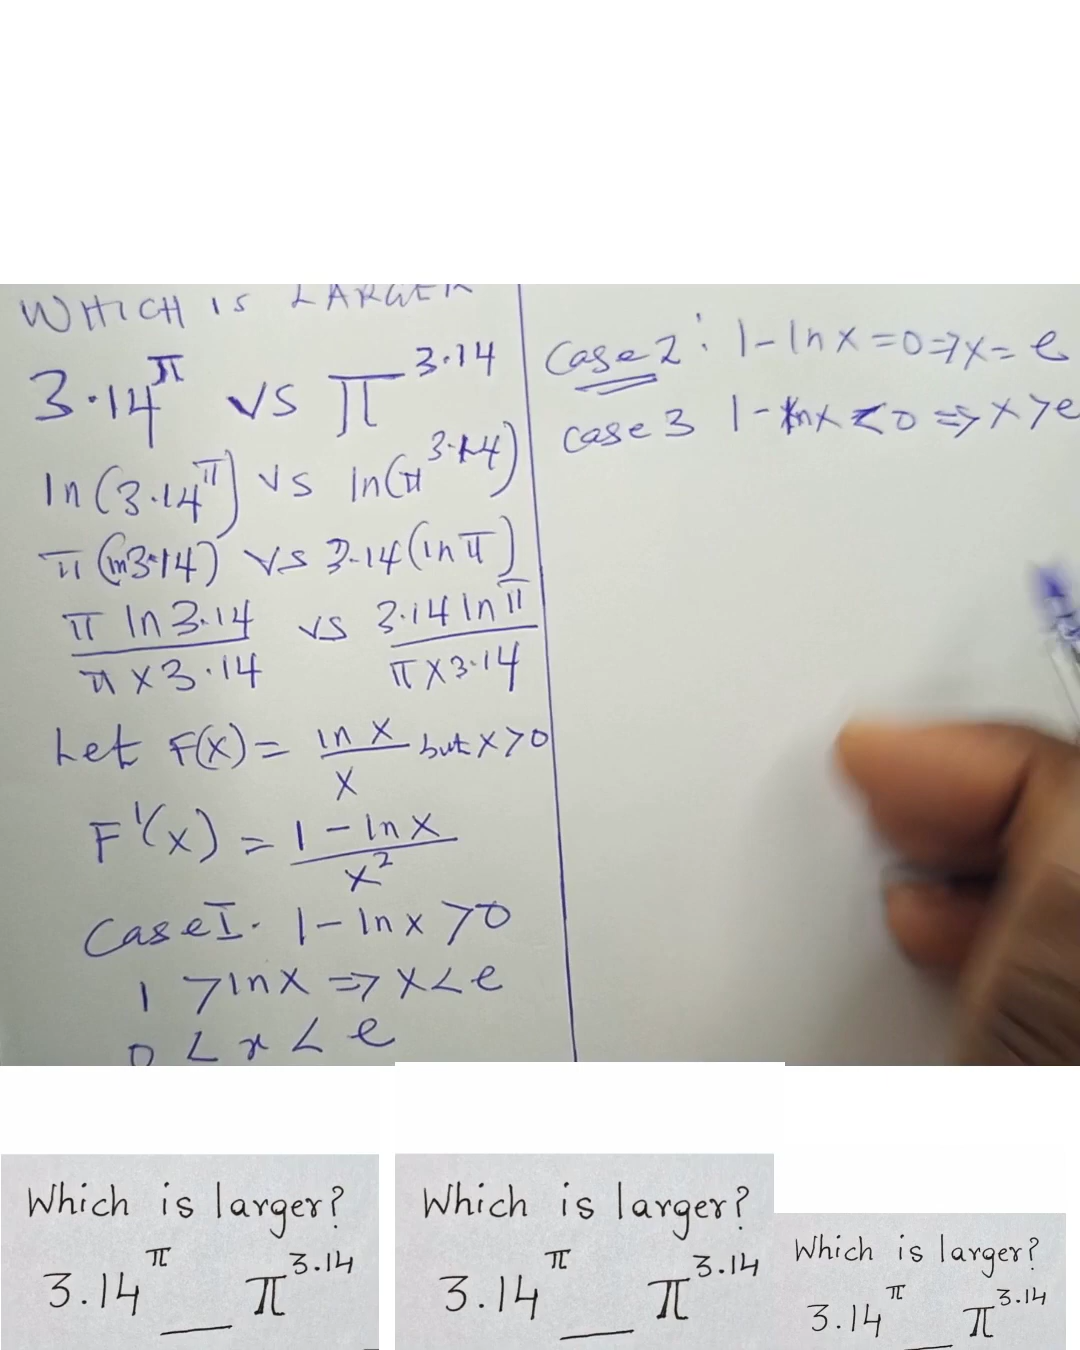 WHICH IS LARGER
3.14^π vs π^3.14
ln(3.14^π) vs ln(π^3.14)
π(ln3.14) vs 3.14(lnπ)
π ln 3.14 / π x 3.14 vs 3.14 ln π / π x 3.14
Let F(x) = ln x / x but x > 0
F'(x) = 1 - ln x / x²
Case I. 1 - ln x > 0
1 > ln x => x < e
0 < x < e
Case 2: 1 - ln x = 0 => x = e
case 3 1 - lnx < 0 => x > e
Which is larger?
3.14^π __ π^3.14
Which is larger?
3.14^π __ π^3.14
Which is larger?
3.14^π __ π^3.14